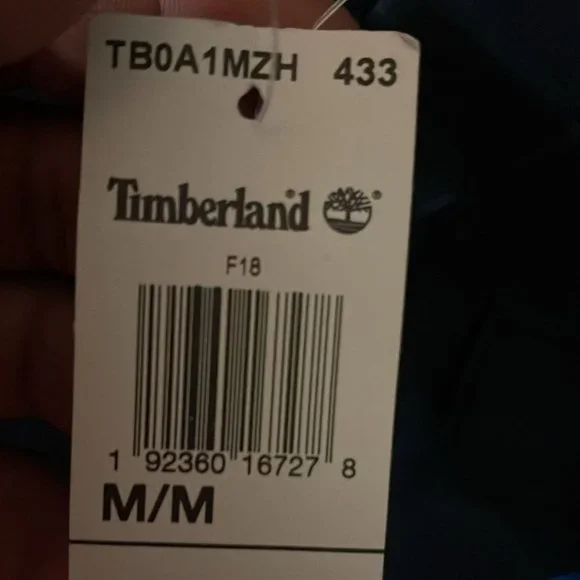 TB0A1MZH 433
Timberland® ®
F18
1 92360 16727 8
M/M